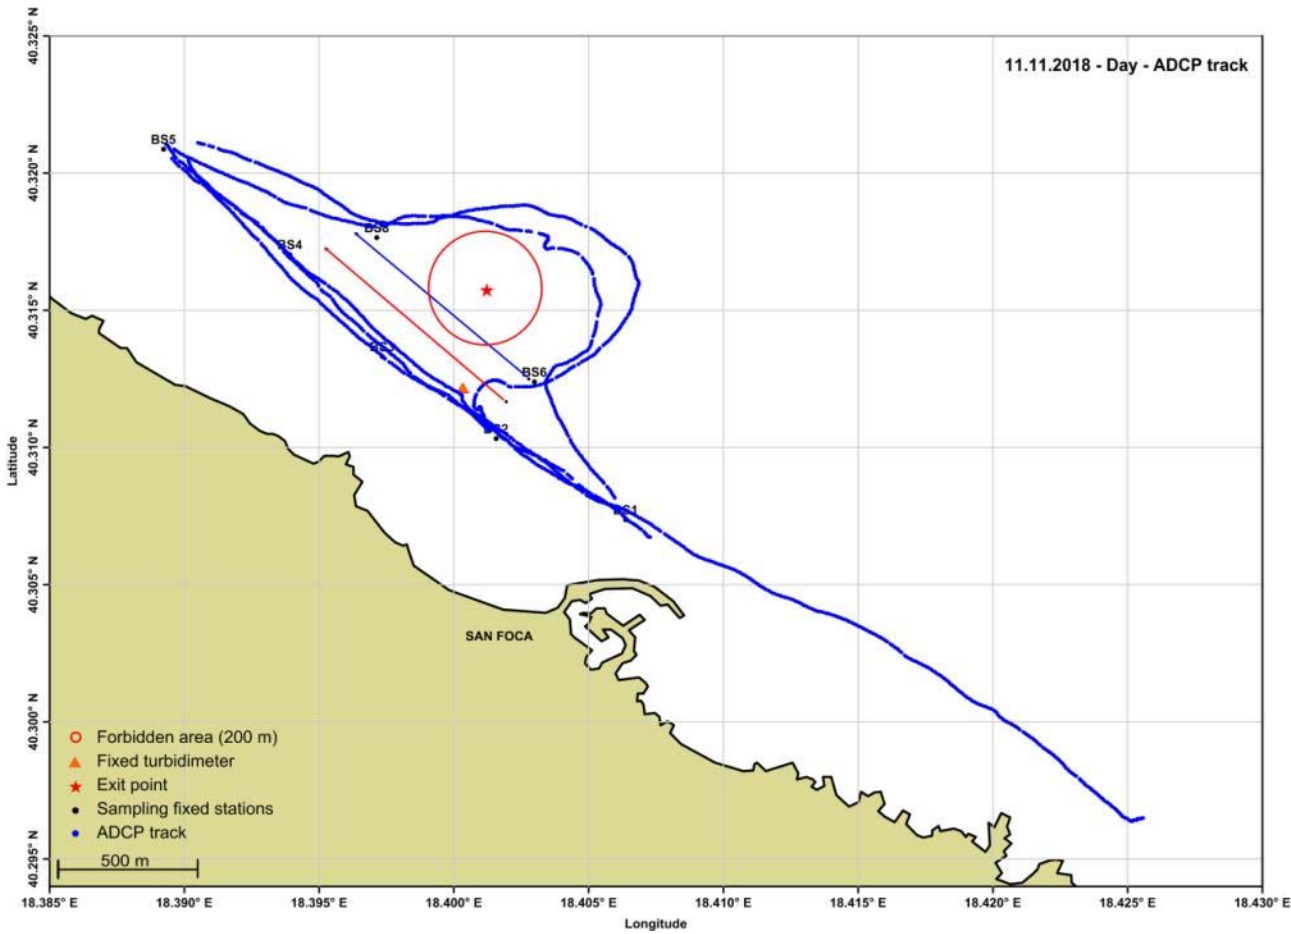 11.11.2018 - Day - ADCP track
40.325° N
BS5
40.320° N
BS8
BS4
40.315° N
BS6
40.310° N
BS1
Latitude
40.305° N
SAN FOCA
40.300° N
Forbidden area (200 m)
Fixed turbidimeter
Exit point
Sampling fixed stations
ADCP track
40.295° N
500 m
18.385° E
18.390° E
18.395° E
18.400° E
18.405° E
18.410° E
18.415° E
18.420° E
18.425° E
18.430° E
Longitude